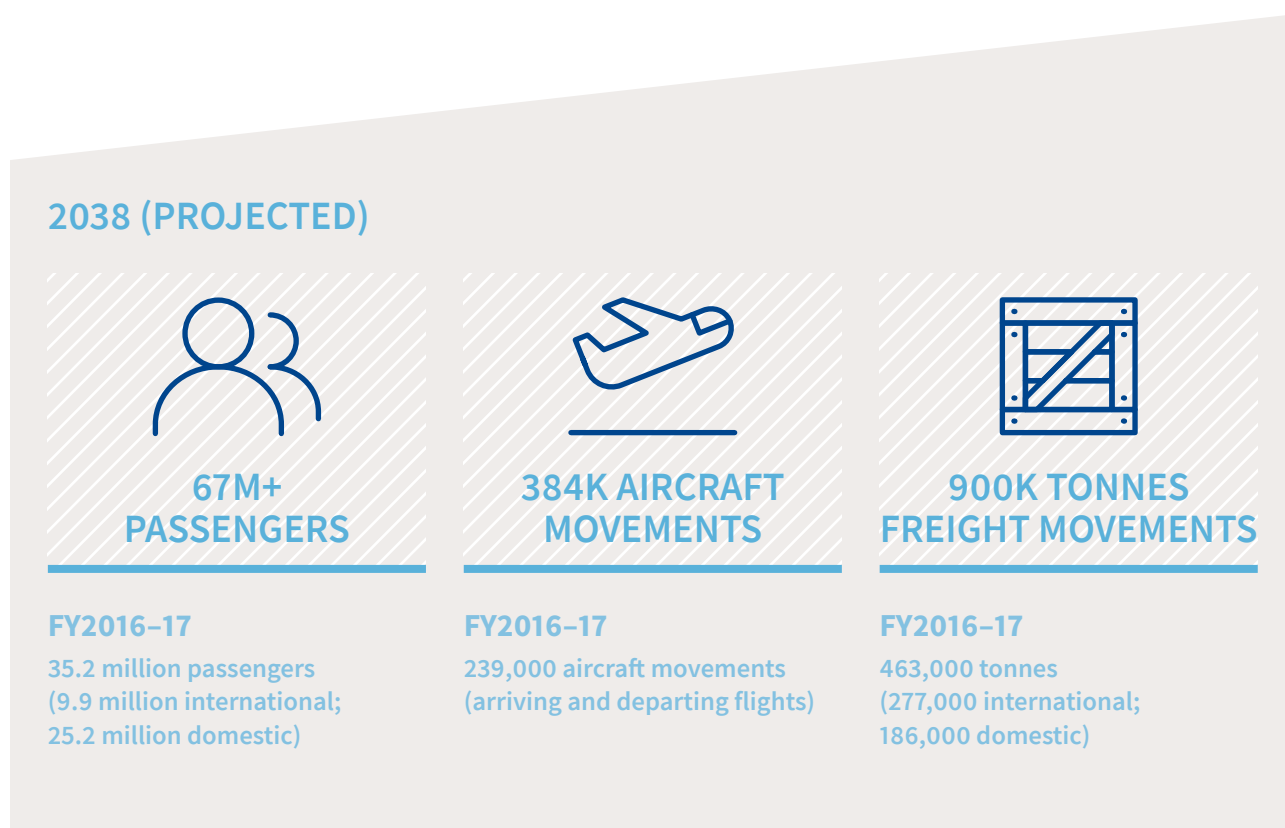 2038 (PROJECTED)
67M+
PASSENGERS
FY2016–17
35.2 million passengers
(9.9 million international;
25.2 million domestic)
384K AIRCRAFT
MOVEMENTS
FY2016–17
239,000 aircraft movements
(arriving and departing flights)
900K TONNES
FREIGHT MOVEMENTS
FY2016–17
463,000 tonnes
(277,000 international;
186,000 domestic)